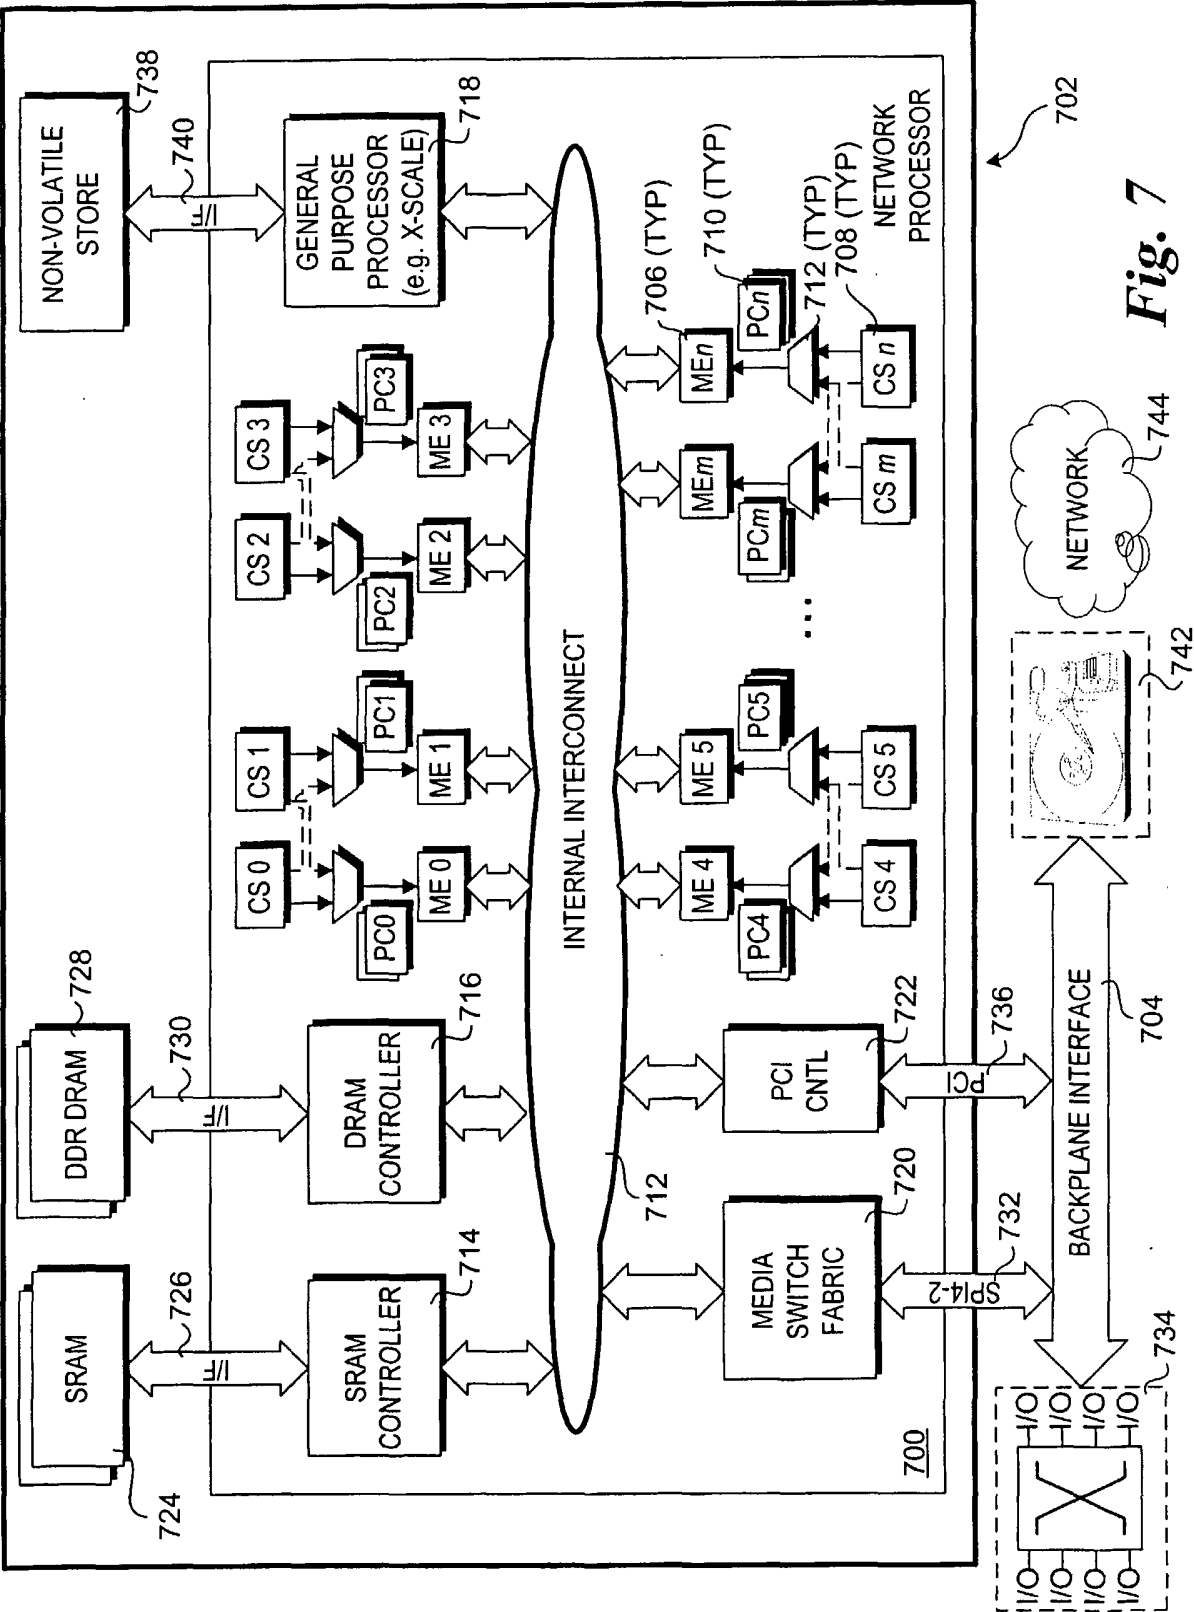 SRAM
724
726
I/F
SRAM
CONTROLLER
714
DDR DRAM
728
730
I/F
DRAM
CONTROLLER
716
NON-VOLATILE
STORE
738
740
I/F
GENERAL
PURPOSE
PROCESSOR
(e.g. X-SCALE)
718
CS 0
CS 1
CS 2
CS 3
PC0
PC1
PC2
PC3
ME 0
ME 1
ME 2
ME 3
INTERNAL INTERCONNECT
712
ME 4
ME 5
MEm
MEn
706 (TYP)
PC4
PC5
PCm
PCn
710 (TYP)
...
712 (TYP)
CS 4
CS 5
CS m
CS n
708 (TYP)
MEDIA
SWITCH
FABRIC
720
PCI
CNTL
722
NETWORK
PROCESSOR
700
SPI4-2
732
PCI
736
702
BACKPLANE INTERFACE
704
I/O
I/O
I/O
I/O
I/O
I/O
I/O
I/O
734
742
NETWORK
744
Fig. 7